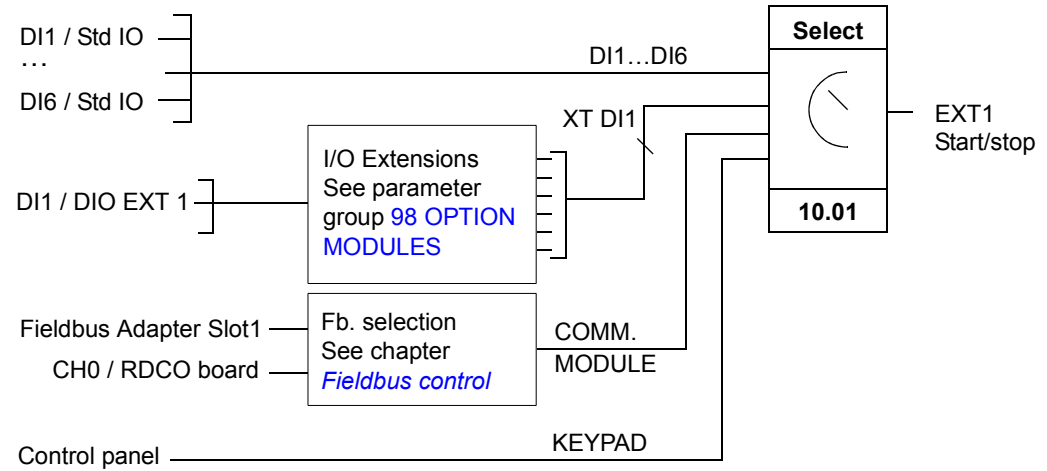 DI1 / Std IO
...
DI6 / Std IO
DI1…DI6
Select
10.01
EXT1
Start/stop
XT DI1
DI1 / DIO EXT 1
I/O Extensions
See parameter
group 98 OPTION
MODULES
Fieldbus Adapter Slot1
CH0 / RDCO board
Fb. selection
See chapter
Fieldbus control
COMM.
MODULE
Control panel
KEYPAD